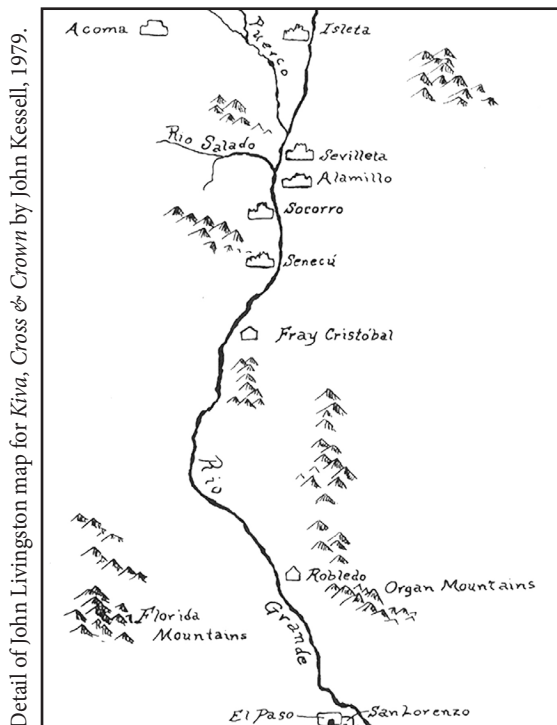 Detail of John Livingston map for Kiva, Cross & Crown by John Kessell, 1979.
Acoma
Puerco
Isleta
Rio Salado
Sevilleta
Alamillo
Socorro
Senecú
Fray Cristóbal
Rio
Grande
Robledo
Organ Mountains
Florida
Mountains
El Paso
San Lorenzo